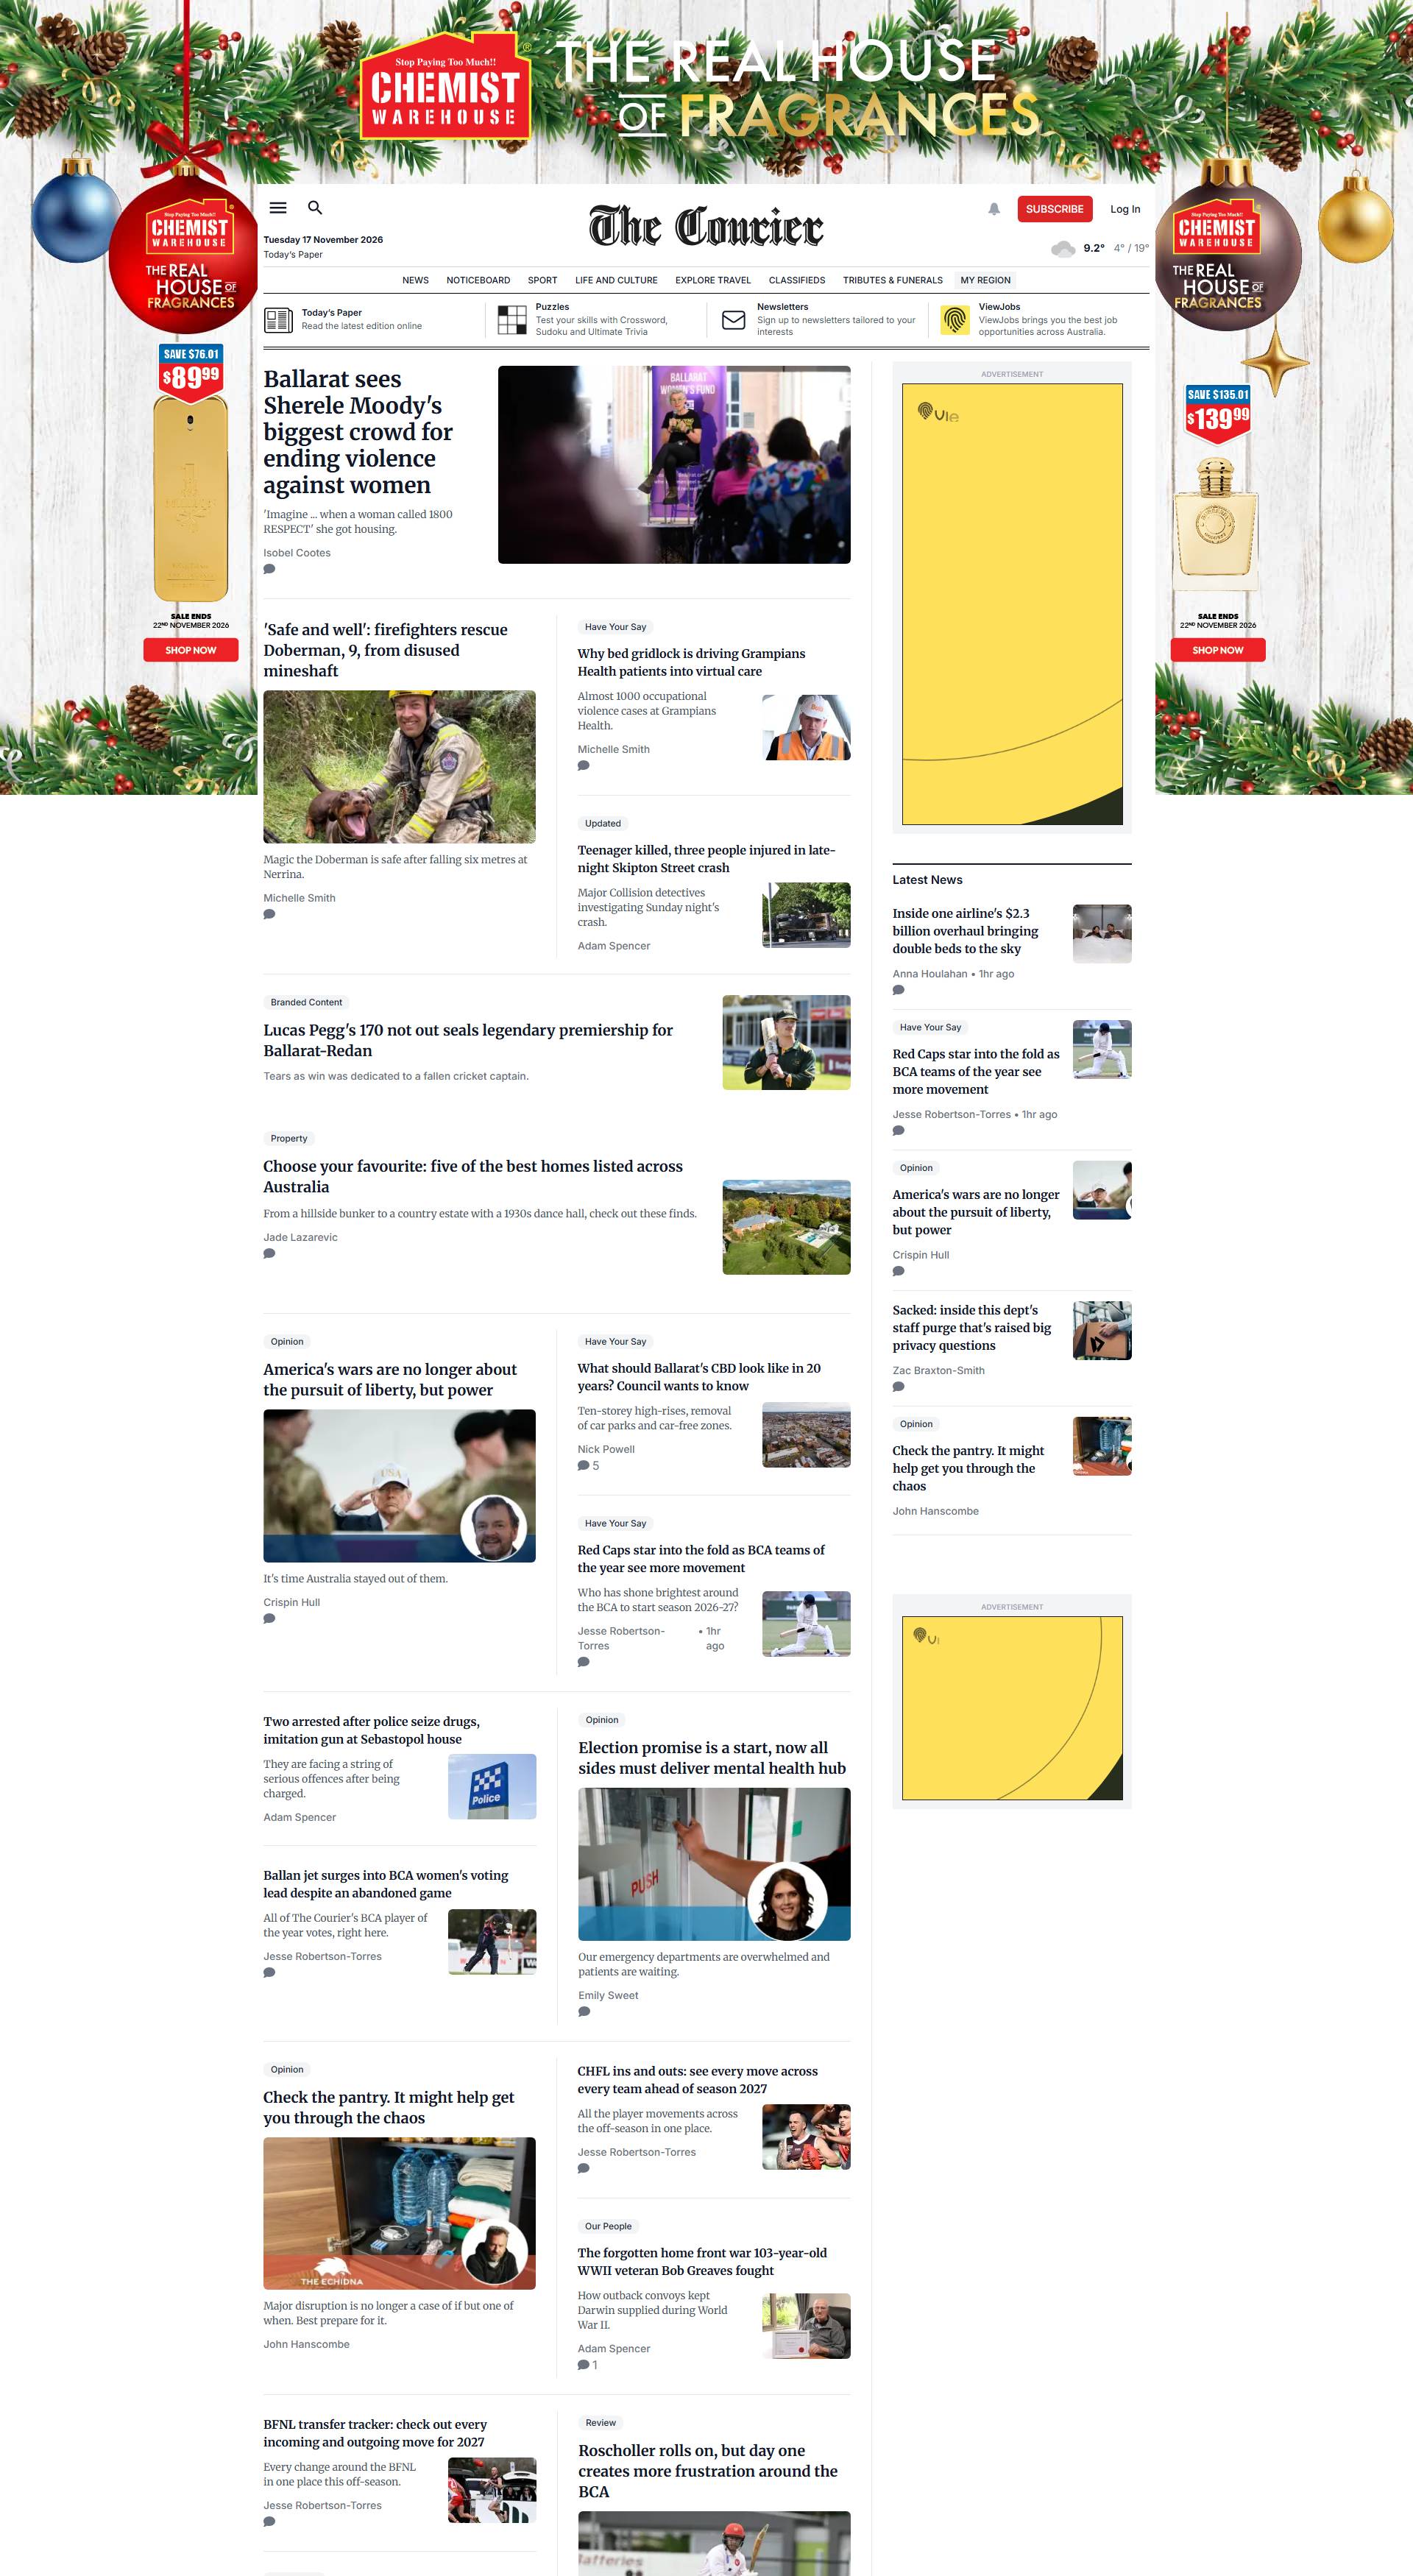 Stop Paying Too Much!!
CHEMIST
WAREHOUSE
THE REAL HOUSE
OF FRAGRANCES
Stop Paying Too Much!!
CHEMIST
WAREHOUSE
THE REAL
HOUSE OF
FRAGRANCES
SAVE $76.01
$89.99
SALE ENDS
22ND NOVEMBER 2026
SHOP NOW
Stop Paying Too Much!!
CHEMIST
WAREHOUSE
THE REAL
HOUSE OF
FRAGRANCES
SAVE $135.01
$139.99
SALE ENDS
22ND NOVEMBER 2026
SHOP NOW
The Courier
SUBSCRIBE
Log In
Tuesday 17 November 2026
Today's Paper
9.2° 4° / 19°
NEWS NOTICEBOARD SPORT LIFE AND CULTURE EXPLORE TRAVEL CLASSIFIEDS TRIBUTES & FUNERALS MY REGION
Today's Paper
Read the latest edition online
Puzzles
Test your skills with Crossword,
Sudoku and Ultimate Trivia
Newsletters
Sign up to newsletters tailored to your
interests
ViewJobs
ViewJobs brings you the best job
opportunities across Australia.
Ballarat sees
Sherele Moody's
biggest crowd for
ending violence
against women
'Imagine ... when a woman called 1800
RESPECT' she got housing.
Isobel Cootes
BALLARAT
WOMEN'S FUND
'Safe and well': firefighters rescue
Doberman, 9, from disused
mineshaft
Magic the Doberman is safe after falling six metres at
Nerrina.
Michelle Smith
Have Your Say
Why bed gridlock is driving Grampians
Health patients into virtual care
Almost 1000 occupational
violence cases at Grampians
Health.
Michelle Smith
Updated
Teenager killed, three people injured in late-
night Skipton Street crash
Major Collision detectives
investigating Sunday night's
crash.
Adam Spencer
Branded Content
Lucas Pegg's 170 not out seals legendary premiership for
Ballarat-Redan
Tears as win was dedicated to a fallen cricket captain.
Property
Choose your favourite: five of the best homes listed across
Australia
From a hillside bunker to a country estate with a 1930s dance hall, check out these finds.
Jade Lazarevic
Opinion
America's wars are no longer about
the pursuit of liberty, but power
USA
It's time Australia stayed out of them.
Crispin Hull
Have Your Say
What should Ballarat's CBD look like in 20
years? Council wants to know
Ten-storey high-rises, removal
of car parks and car-free zones.
Nick Powell
5
Have Your Say
Red Caps star into the fold as BCA teams of
the year see more movement
Who has shone brightest around
the BCA to start season 2026-27?
Jesse Robertson-
Torres
• 1hr
ago
Two arrested after police seize drugs,
imitation gun at Sebastopol house
They are facing a string of
serious offences after being
charged.
Adam Spencer
Police
Ballan jet surges into BCA women's voting
lead despite an abandoned game
All of The Courier's BCA player of
the year votes, right here.
Jesse Robertson-Torres
Opinion
Election promise is a start, now all
sides must deliver mental health hub
PUSH
Our emergency departments are overwhelmed and
patients are waiting.
Emily Sweet
Opinion
Check the pantry. It might help get
you through the chaos
THE ECHIDNA
Major disruption is no longer a case of if but one of
when. Best prepare for it.
John Hanscombe
CHFL ins and outs: see every move across
every team ahead of season 2027
All the player movements across
the off-season in one place.
Jesse Robertson-Torres
Our People
The forgotten home front war 103-year-old
WWII veteran Bob Greaves fought
How outback convoys kept
Darwin supplied during World
War II.
Adam Spencer
1
BFNL transfer tracker: check out every
incoming and outgoing move for 2027
Every change around the BFNL
in one place this off-season.
Jesse Robertson-Torres
Review
Roscholler rolls on, but day one
creates more frustration around the
BCA
ADVERTISEMENT
Latest News
Inside one airline's $2.3
billion overhaul bringing
double beds to the sky
Anna Houlahan • 1hr ago
Have Your Say
Red Caps star into the fold as
BCA teams of the year see
more movement
Jesse Robertson-Torres • 1hr ago
Opinion
America's wars are no longer
about the pursuit of liberty,
but power
Crispin Hull
Sacked: inside this dept's
staff purge that's raised big
privacy questions
Zac Braxton-Smith
Opinion
Check the pantry. It might
help get you through the
chaos
John Hanscombe
ADVERTISEMENT